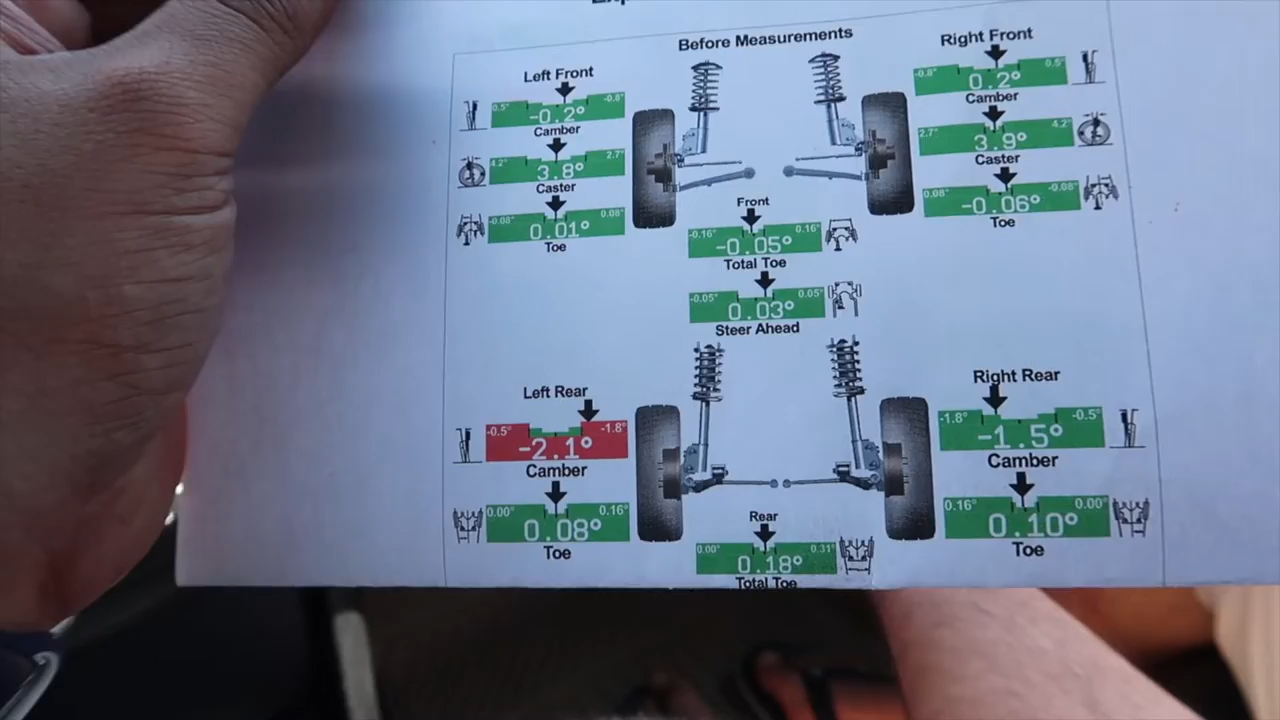 Before Measurements
Left Front
0.5° -0.8°
-0.2°
Camber
4.2° 2.7°
3.8°
Caster
-0.08° 0.08°
0.01°
Toe
Right Front
-0.8° 0.5°
0.2°
Camber
2.7° 4.2°
3.9°
Caster
0.08° -0.08°
-0.06°
Toe
Front
-0.16° 0.16°
-0.05°
Total Toe
-0.05° 0.05°
0.03°
Steer Ahead
Left Rear
-0.5° -1.8°
-2.1°
Camber
0.00° 0.16°
0.08°
Toe
Right Rear
-1.8° -0.5°
-1.5°
Camber
0.16° 0.00°
0.10°
Toe
Rear
0.00° 0.31°
0.18°
Total Toe